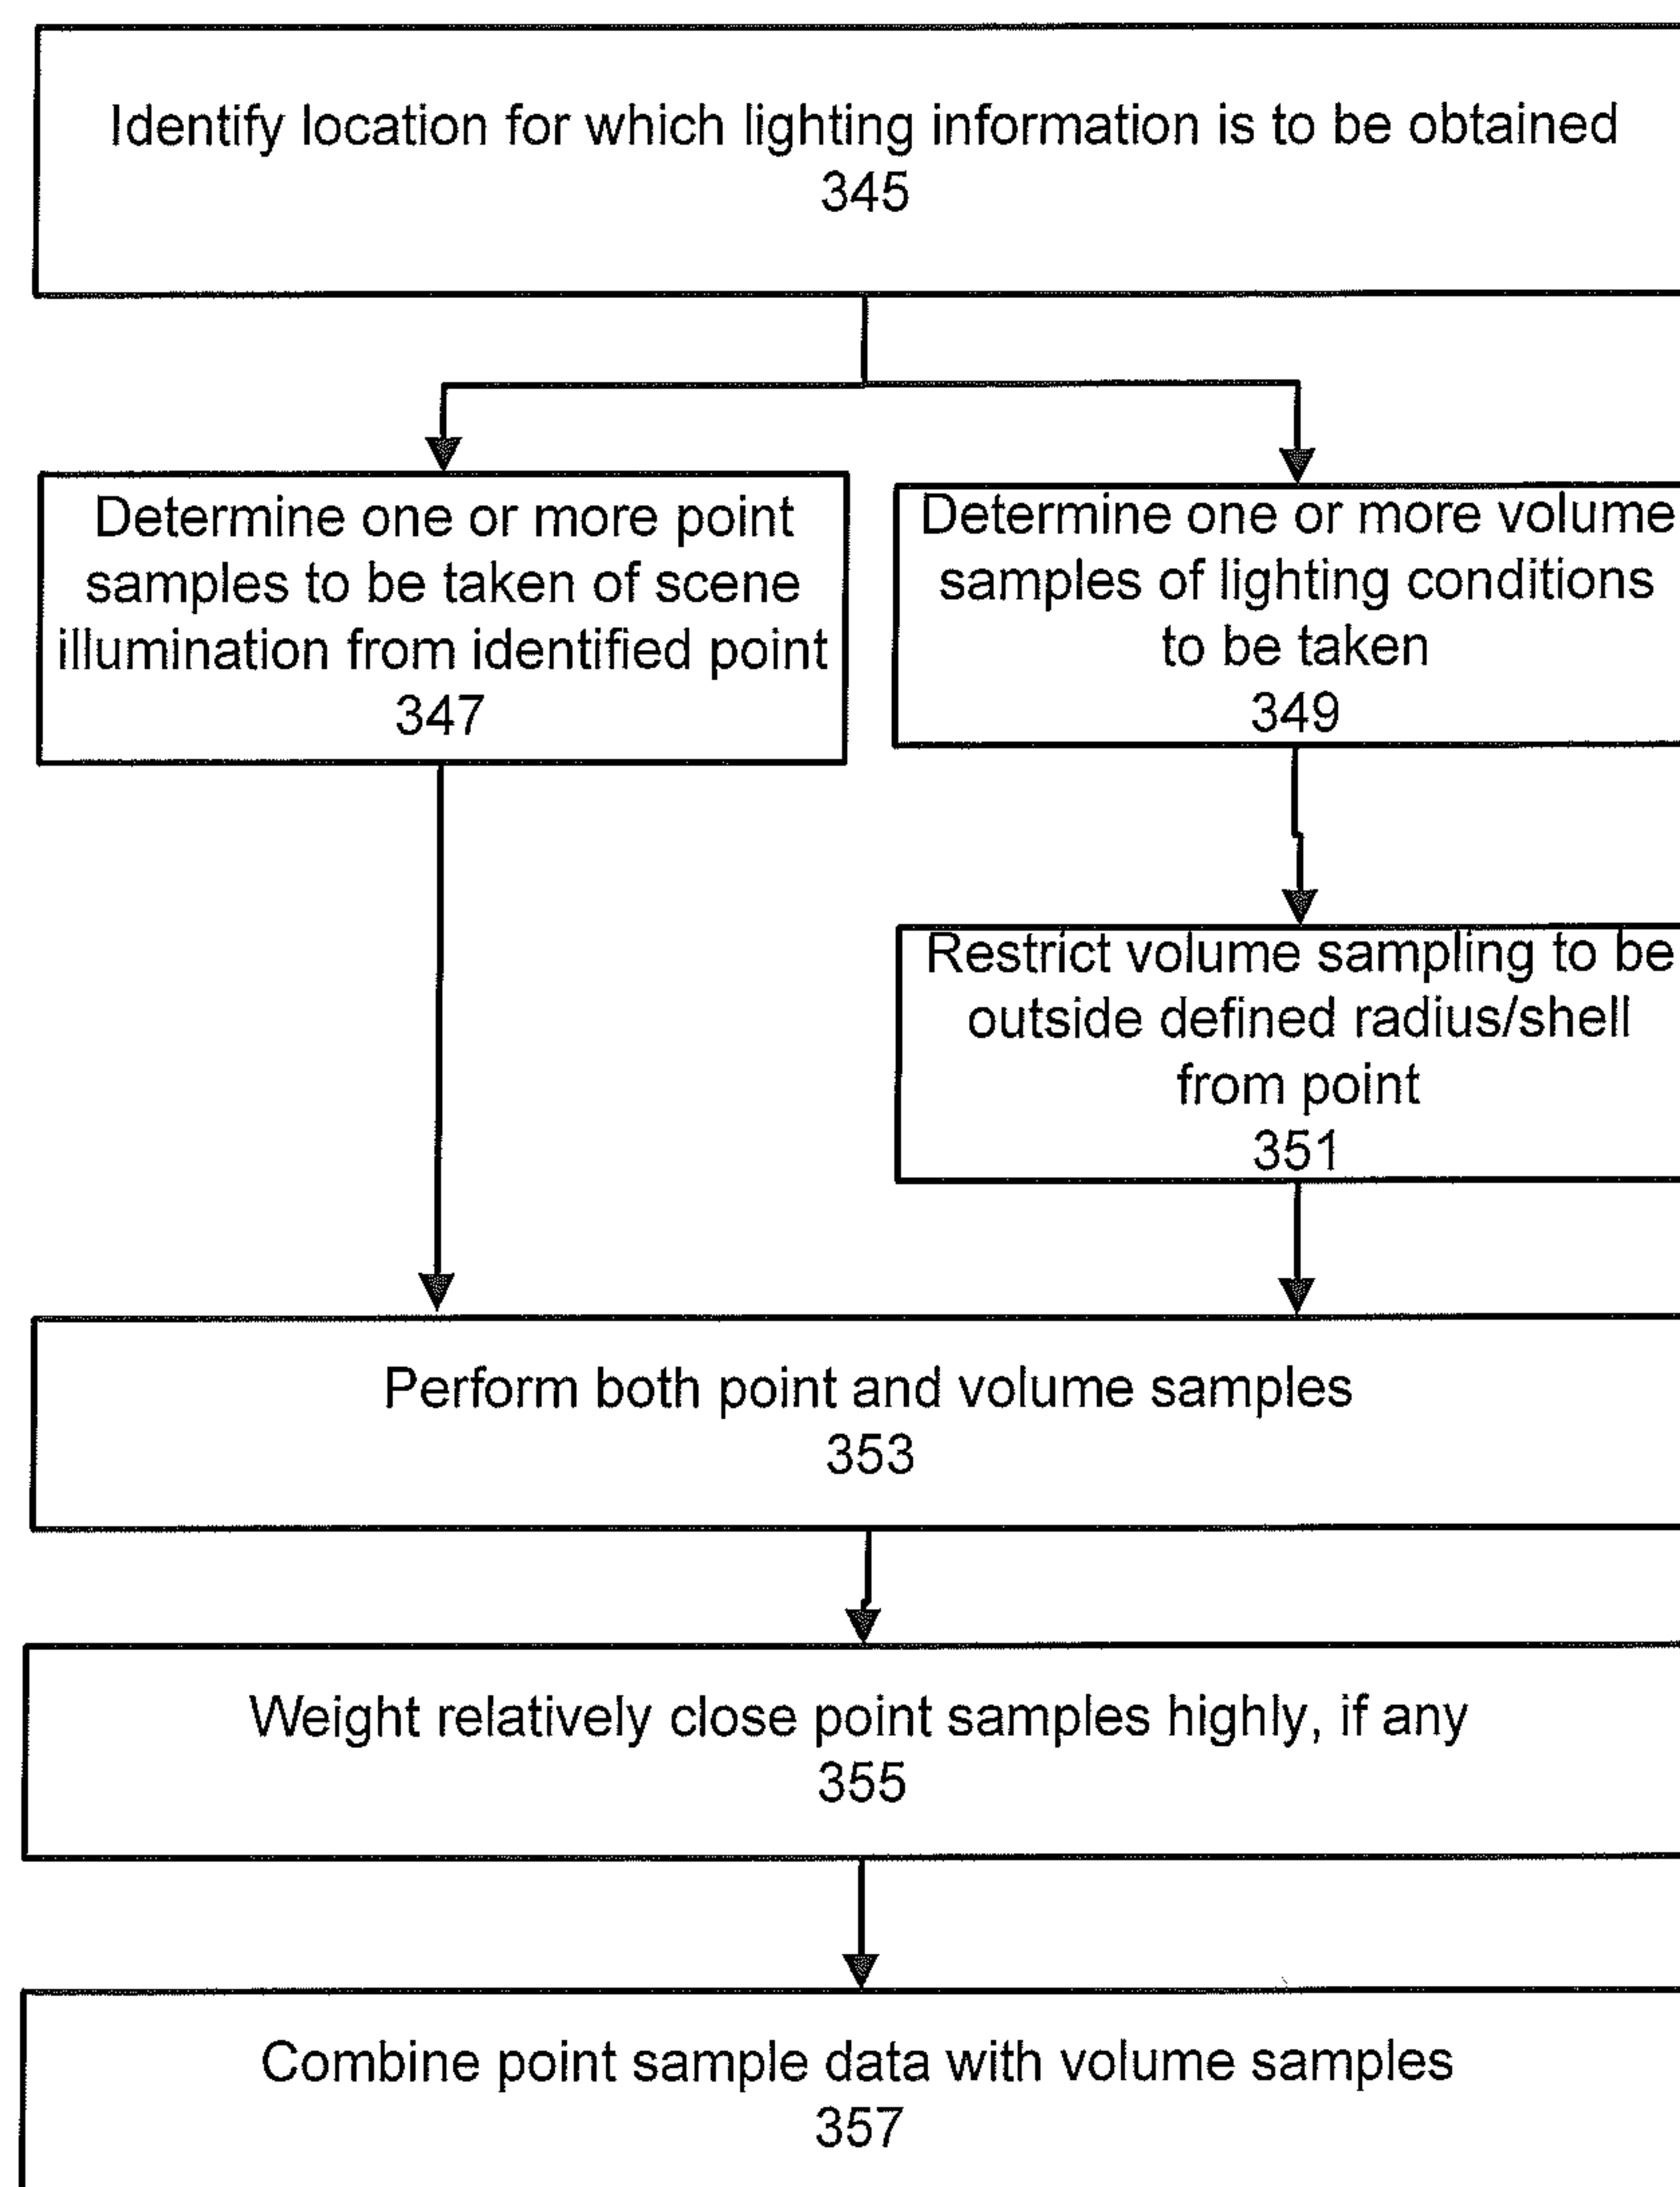 Identify location for which lighting information is to be obtained
345
Determine one or more point
samples to be taken of scene
illumination from identified point
347
Determine one or more volume
samples of lighting conditions
to be taken
349
Restrict volume sampling to be
outside defined radius/shell
from point
351
Perform both point and volume samples
353
Weight relatively close point samples highly, if any
355
Combine point sample data with volume samples
357